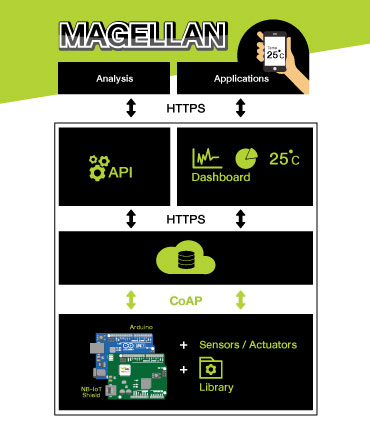 MAGELLAN
Temp
25°C
Analysis
Applications
HTTPS
API
25°C
Dashboard
HTTPS
CoAP
Arduino
+ Sensors / Actuators
+
Library
NB-IoT
Shield